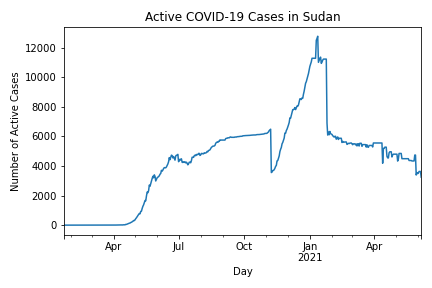 Active COVID-19 Cases in Sudan
Number of Active Cases
12000
10000
8000
6000
4000
2000
0
Apr
Jul
Oct
Jan
2021
Apr
Day